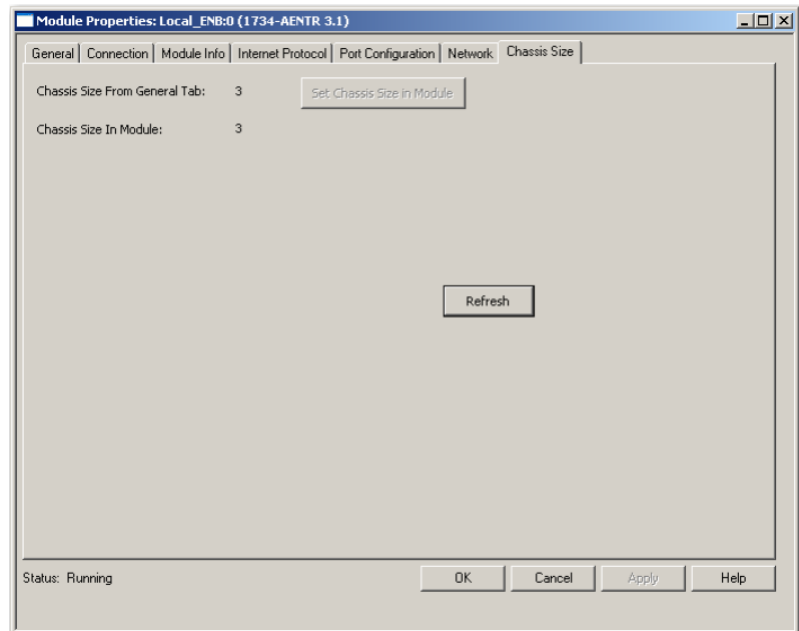 Module Properties: Local_ENB:0 (1734-AENTR 3.1)
General Connection Module Info Internet Protocol Port Configuration Network Chassis Size
Chassis Size From General Tab: 3 Set Chassis Size in Module
Chassis Size In Module: 3
Refresh
Status: Running OK Cancel Apply Help